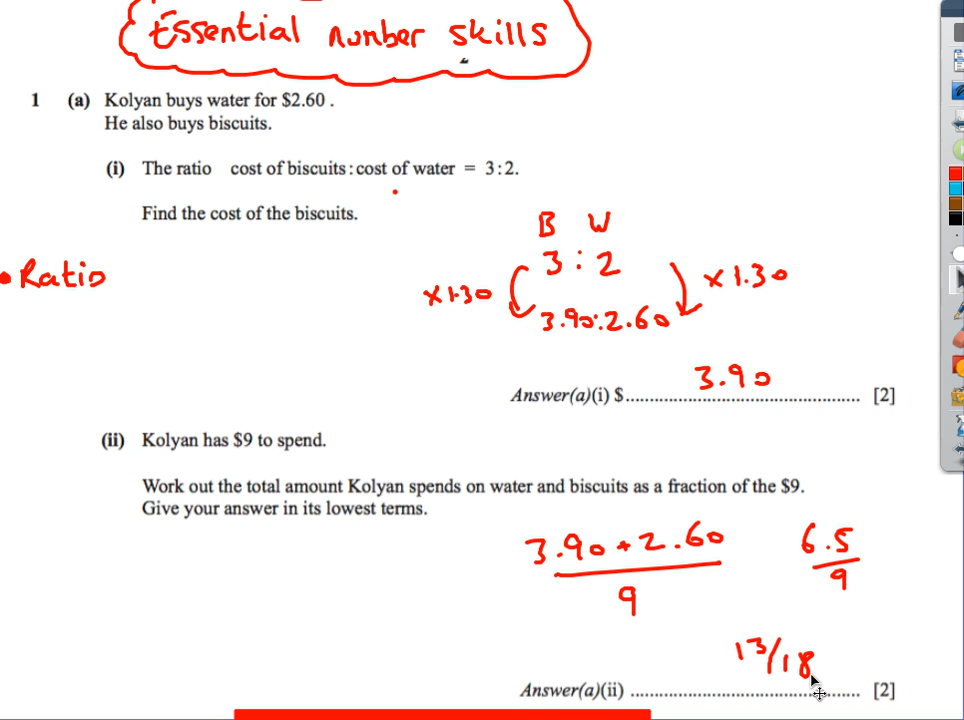 Essential number skills
1 (a) Kolyan buys water for $2.60 .
He also buys biscuits.
(i) The ratio cost of biscuits : cost of water = 3 : 2.
Find the cost of the biscuits.
B W
• Ratio
3 : 2
×1.30
×1.30
3.90:2.60
3.90
Answer(a)(i) $................................................ [2]
(ii) Kolyan has $9 to spend.
Work out the total amount Kolyan spends on water and biscuits as a fraction of the $9.
Give your answer in its lowest terms.
3.90 + 2.60
9
6.5
9
13/18
Answer(a)(ii) ................................................ [2]